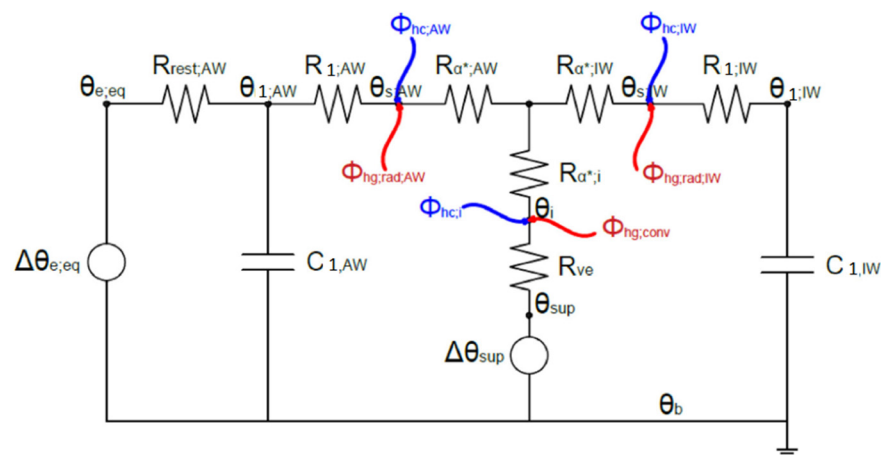 Φhc;AW
Φhc;IW
Rrest;AW
R1;AW
Rα*;AW
Rα*;IW
R1;IW
θe;eq
θ1;AW
θs;AW
θs;IW
θ1;IW
Φhg;rad;AW
Rα*;i
Φhg;rad;IW
Φhc;i
θi
Φhg;conv
Δθe;eq
C1,AW
Rve
C1,IW
θsup
Δθsup
θb